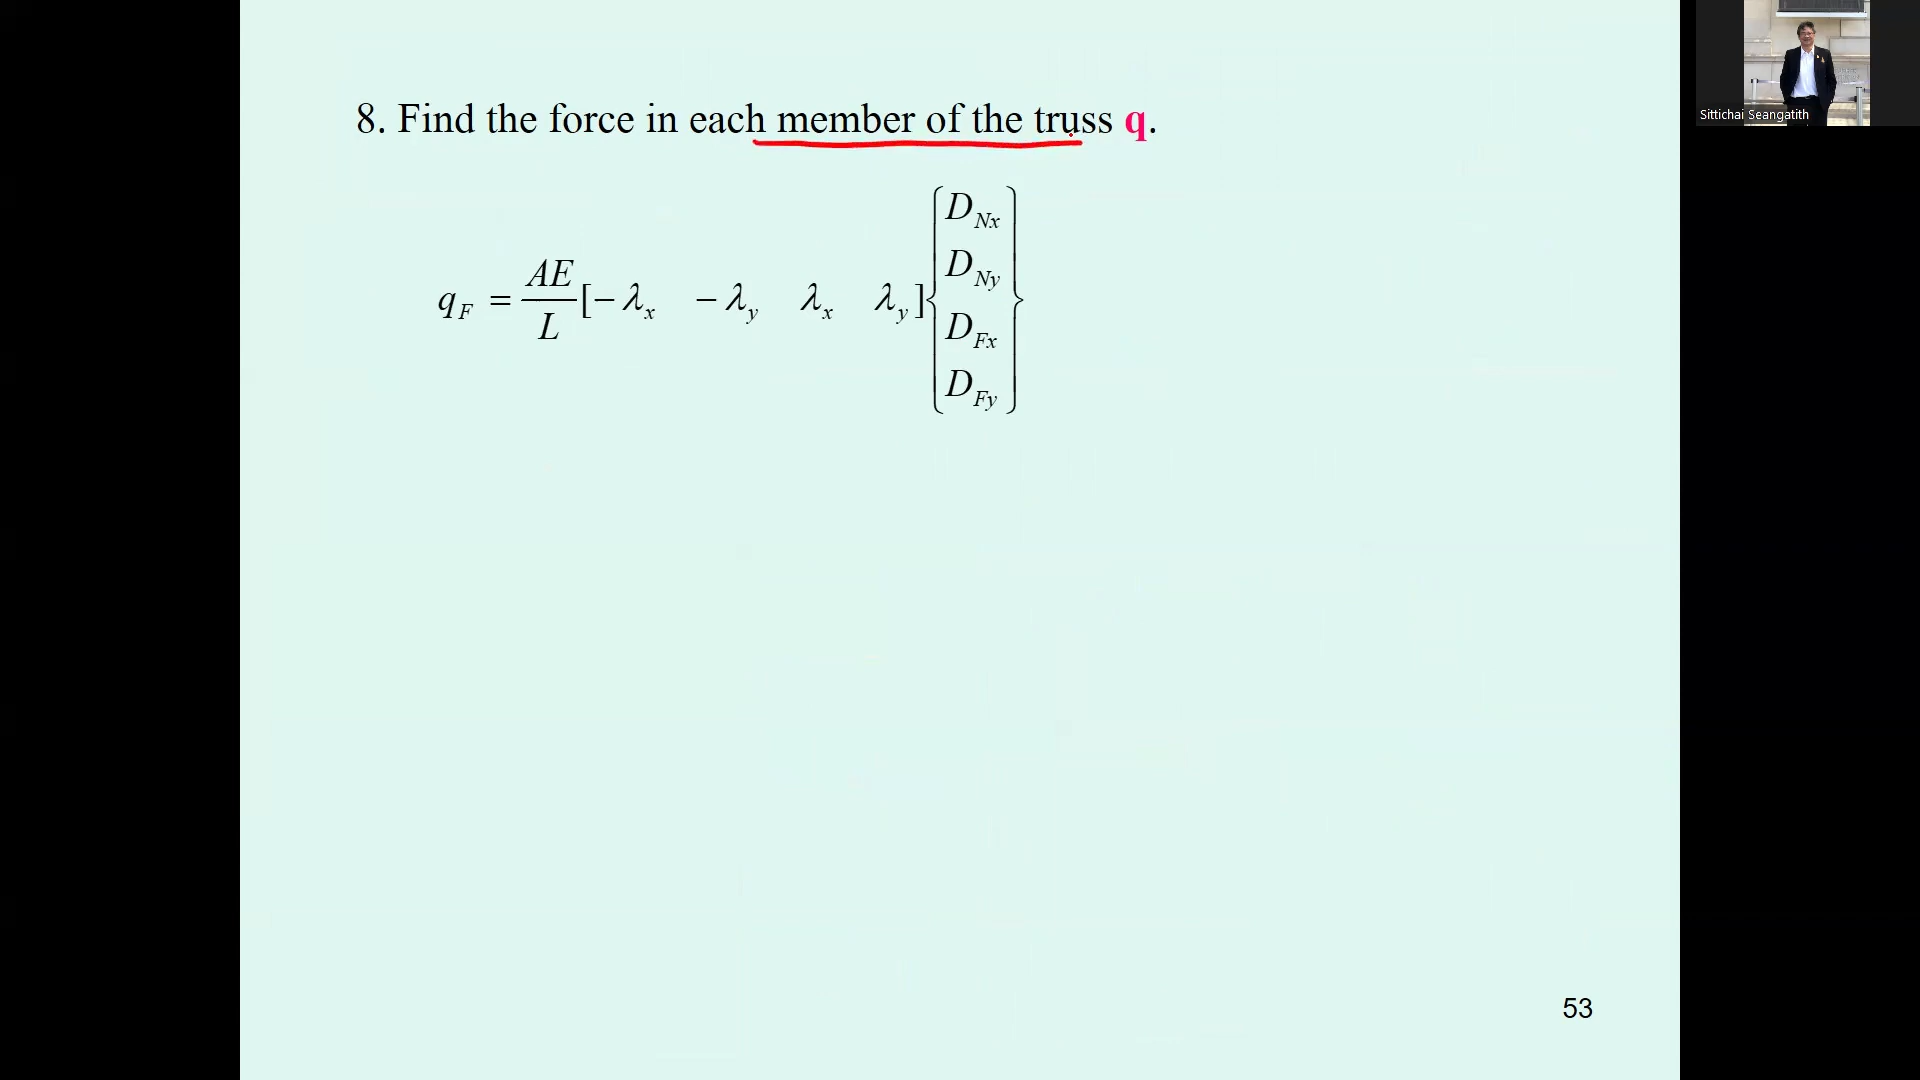 8. Find the force in each member of the truss q.
q_F = AE/L [−λ_x −λ_y λ_x λ_y] {D_Nx
D_Ny
D_Fx
D_Fy}
Sittichai Seangatith
53